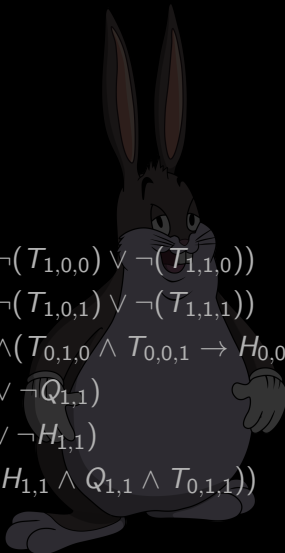 ¬(T₁,₀,₀) ∨ ¬(T₁,₁,₀))
¬(T₁,₀,₁) ∨ ¬(T₁,₁,₁))
∧(T₀,₁,₀ ∧ T₀,₀,₁ → H₀,₀
∨ ¬Q₁,₁)
∨ ¬H₁,₁)
H₁,₁ ∧ Q₁,₁ ∧ T₀,₁,₁))